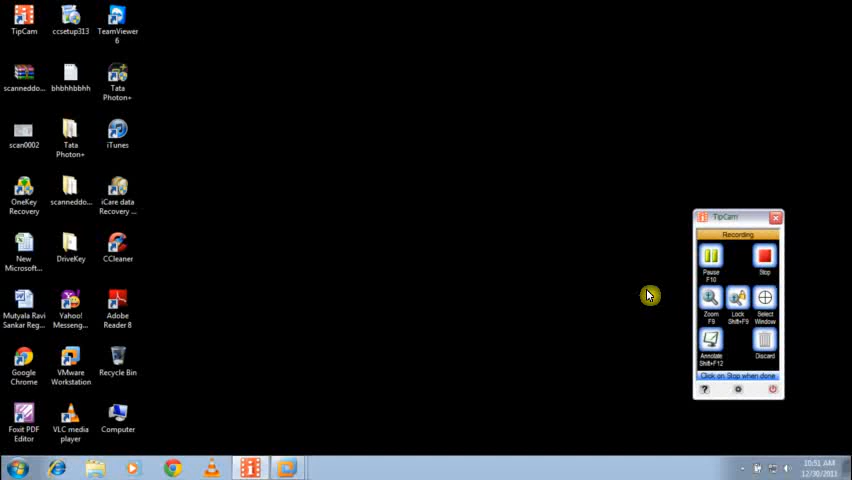 TipCam
ccsetup313
TeamViewer
6
scanneddo...
bhbhhbbhh
Tata
Photon+
scan0002
Tata
Photon+
iTunes
OneKey
Recovery
scanneddo...
iCare data
Recovery ...
New
Microsoft...
DriveKey
CCleaner
Mutyala Ravi
Sankar Reg...
Yahoo!
Messeng...
Adobe
Reader 8
Google
Chrome
VMware
Workstation
Recycle Bin
Foxit PDF
Editor
VLC media
player
Computer
TipCam
Recording
Pause
F10
Stop
Zoom
F9
Lock
Shift+F9
Select
Window
Annotate
Shift+F12
Discard
Click on Stop when done
?
10:51 AM
12/30/2011